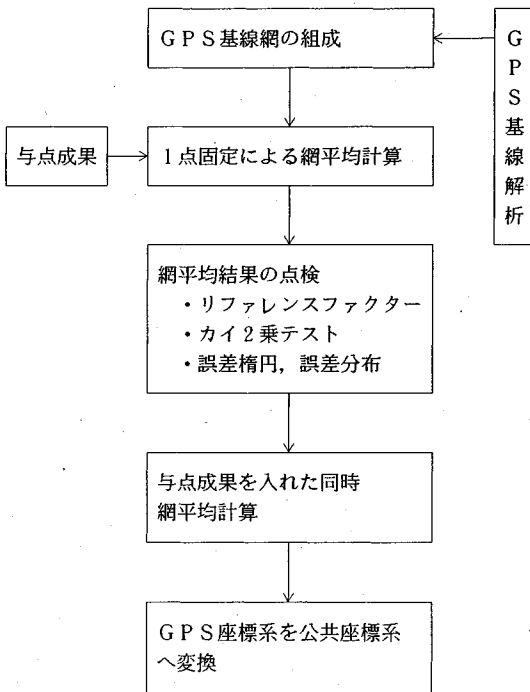 GPS基線網の組成
GPS基線解析
与点成果
1点固定による網平均計算
網平均結果の点検
・リファレンスファクター
・カイ2乗テスト
・誤差楕円，誤差分布
与点成果を入れた同時
網平均計算
GPS座標系を公共座標系
へ変換